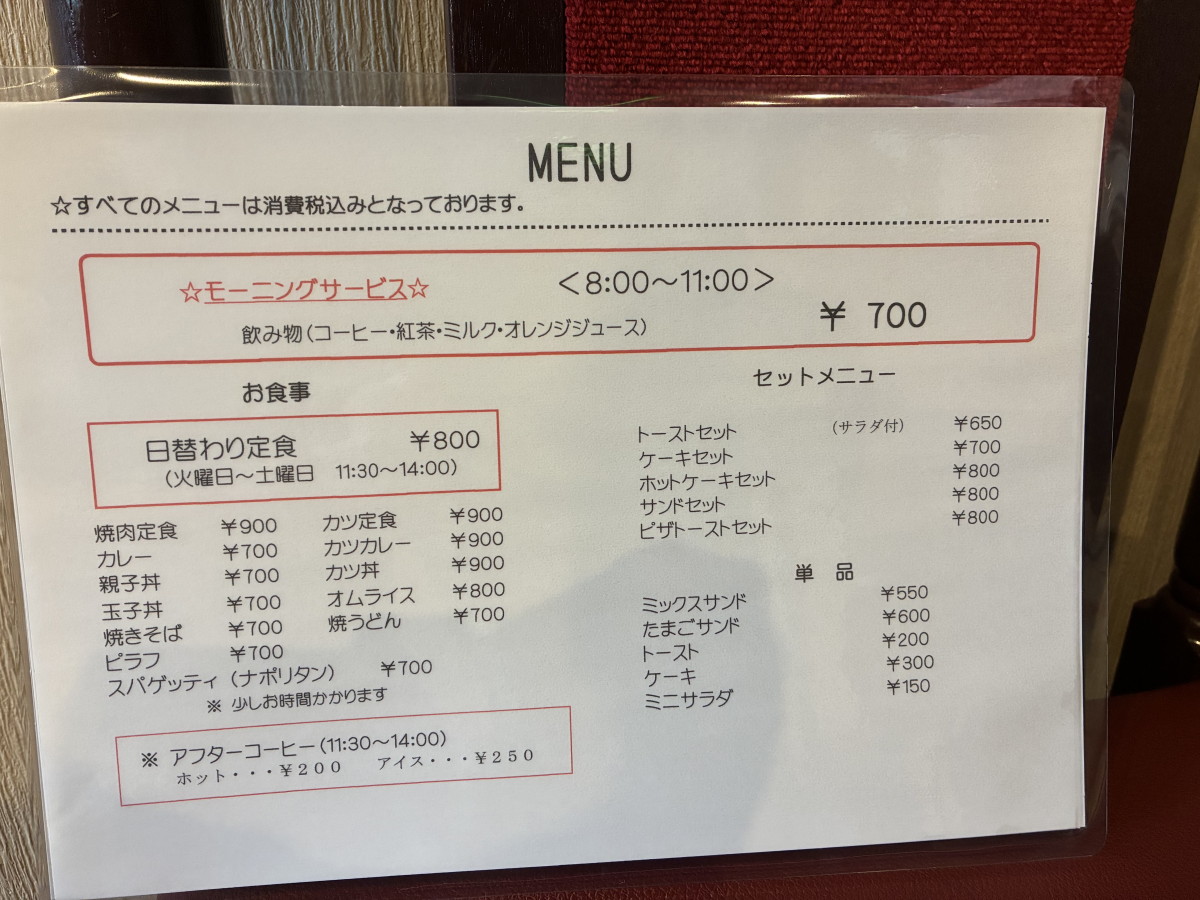 MENU
☆すべてのメニューは消費税込みとなっております。
☆モーニングサービス☆ <8:00～11:00>
飲み物(コーヒー・紅茶・ミルク・オレンジジュース) ¥ 700
お食事
日替わり定食 ¥800
(火曜日～土曜日 11:30～14:00)
焼肉定食 ¥900 カツ定食 ¥900
カレー ¥700 カツカレー ¥900
親子丼 ¥700 カツ丼 ¥900
玉子丼 ¥700 オムライス ¥800
焼きそば ¥700 焼うどん ¥700
ピラフ ¥700
スパゲッティ (ナポリタン) ¥700
※ 少しお時間かかります
※ アフターコーヒー(11:30～14:00)
ホット・・・¥200 アイス・・・¥250
セットメニュー
トーストセット (サラダ付) ¥650
ケーキセット ¥700
ホットケーキセット ¥800
サンドセット ¥800
ピザトーストセット ¥800
単 品
ミックスサンド ¥550
たまごサンド ¥600
トースト ¥200
ケーキ ¥300
ミニサラダ ¥150